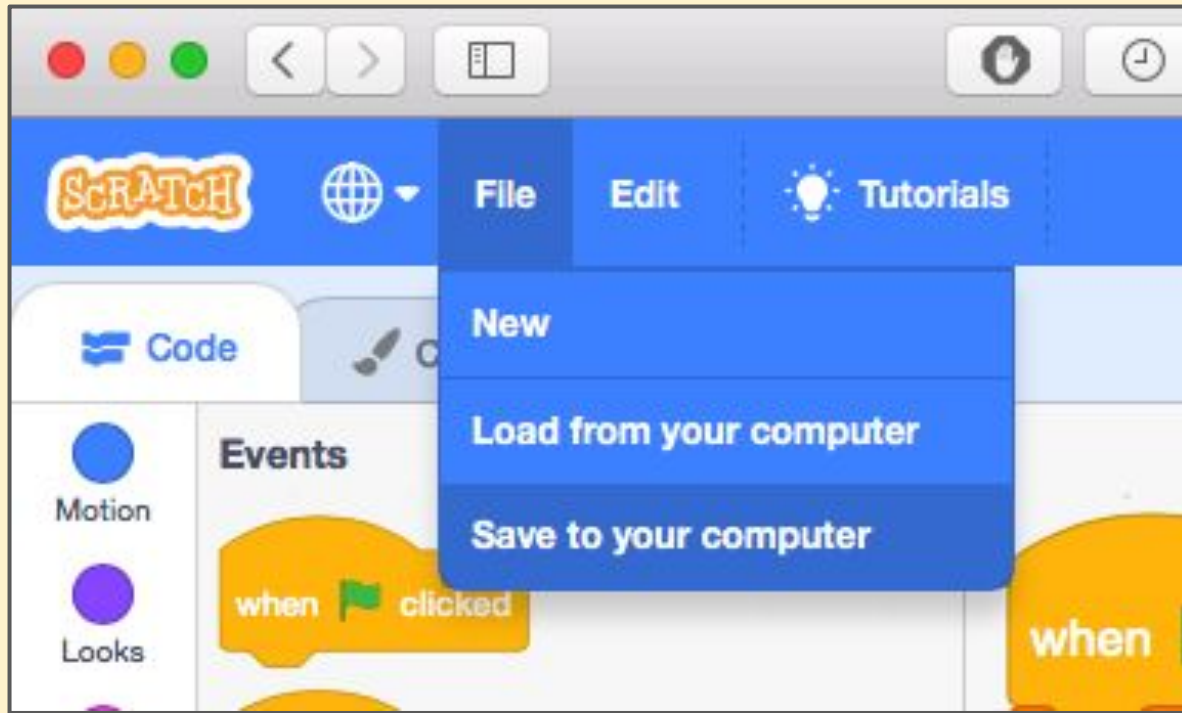 SCRATCH File Edit Tutorials
New
Code
Load from your computer
Events
Motion
Save to your computer
when clicked
when
Looks